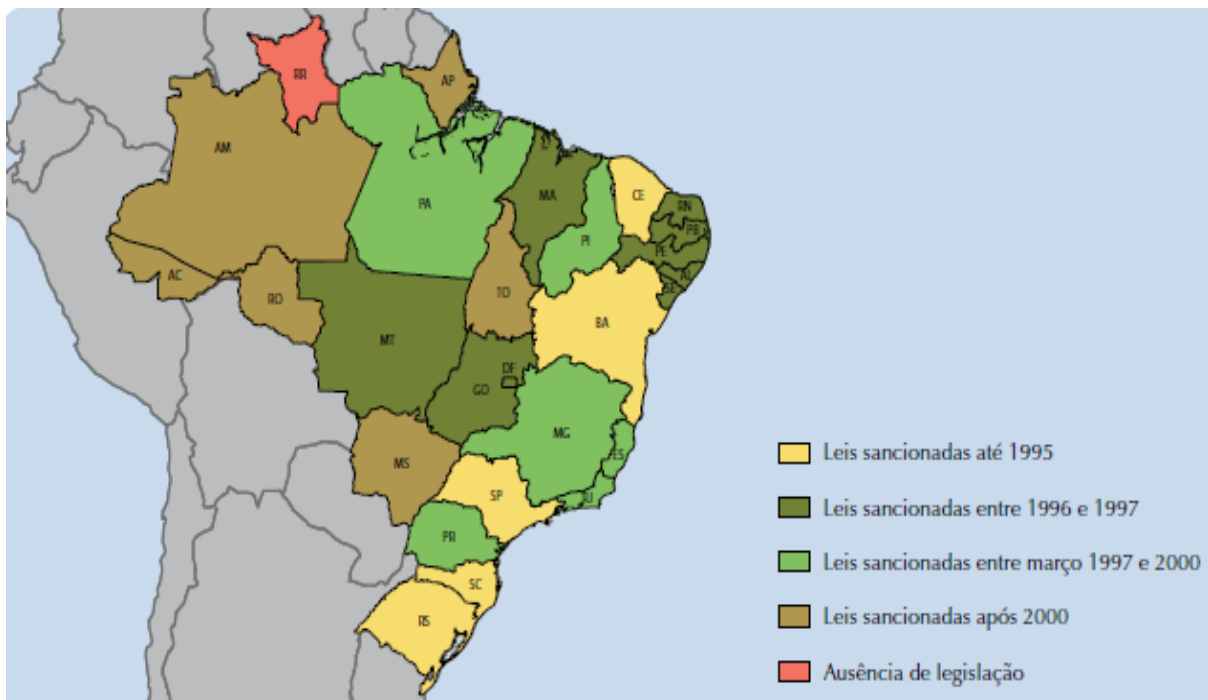 RR
AP
AM
PA
MA
CE
RN
PB
PI
PE
AL
SE
AC
RO
TO
BA
MT
DF
GO
MG
ES
MS
SP
RJ
PR
SC
RS
Leis sancionadas até 1995
Leis sancionadas entre 1996 e 1997
Leis sancionadas entre março 1997 e 2000
Leis sancionadas após 2000
Ausência de legislação